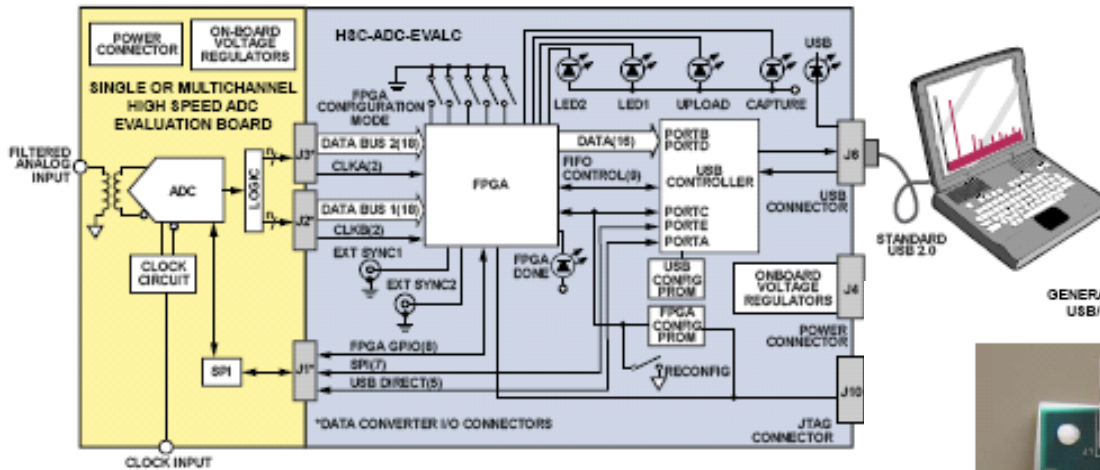 POWER
CONNECTOR
ON-BOARD
VOLTAGE
REGULATORS
SINGLE OR MULTICHANNEL
HIGH SPEED ADC
EVALUATION BOARD
FILTERED
ANALOG
INPUT
ADC
LOGIC
n
n
CLOCK
CIRCUIT
SPI
CLOCK INPUT
HSC-ADC-EVALC
FPGA
CONFIGURATION
MODE
J3*
DATA BUS 2(18)
CLKA(2)
J2*
DATA BUS 1(18)
CLKB(2)
EXT SYNC1
EXT SYNC2
J1*
FPGA GPIO(8)
SPI(7)
USB DIRECT(5)
*DATA CONVERTER I/O CONNECTORS
FPGA
LED2
LED1
UPLOAD
CAPTURE
USB
DATA(16)
FIFO
CONTROL(9)
FPGA
DONE
PORTB
PORTD
USB
CONTROLLER
PORTC
PORTE
PORTA
USB
CONFIG
PROM
FPGA
CONFIG
PROM
RECONFIG
ONBOARD
VOLTAGE
REGULATORS
J6
USB
CONNECTOR
J4
POWER
CONNECTOR
J10
JTAG
CONNECTOR
STANDARD
USB 2.0
USB/